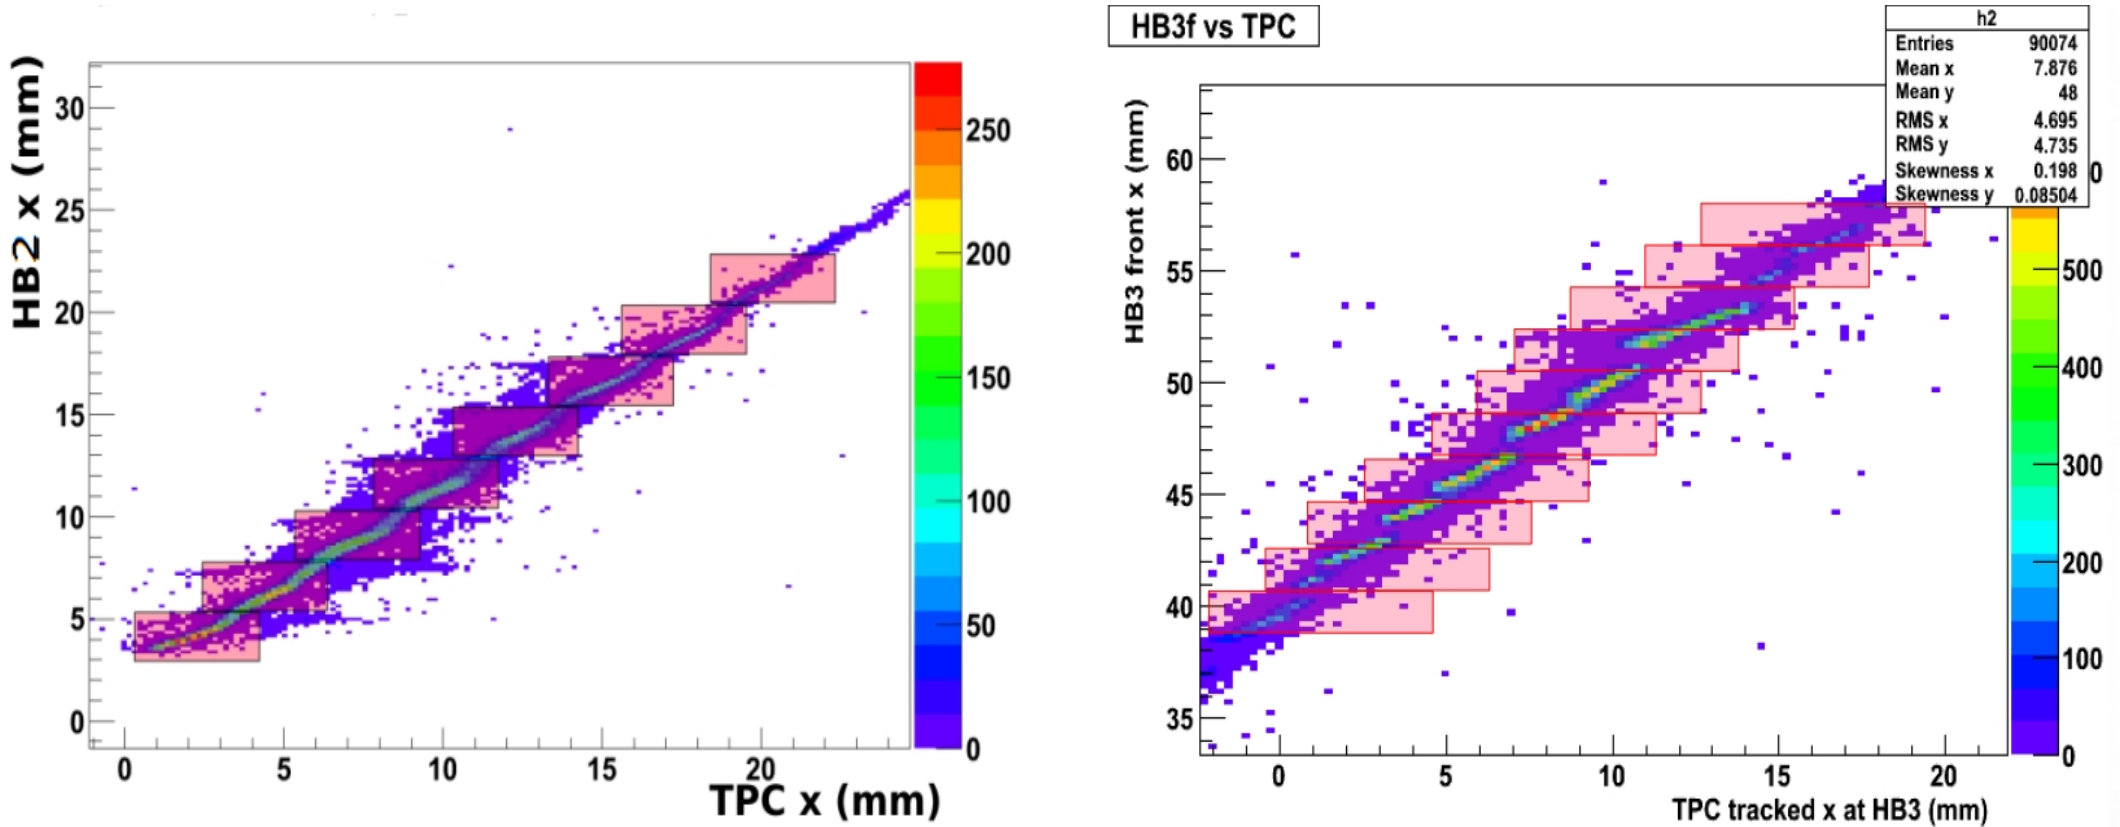 HB2 x (mm)
30
25
20
15
10
5
0
0 5 10 15 20
TPC x (mm)
250
200
150
100
50
0
HB3f vs TPC
h2
Entries 90074
Mean x 7.876
Mean y 48
RMS x 4.695
RMS y 4.735
Skewness x 0.198
Skewness y 0.08504
HB3 front x (mm)
60
55
50
45
40
35
0 5 10 15 20
TPC tracked x at HB3 (mm)
0
500
400
300
200
100
0